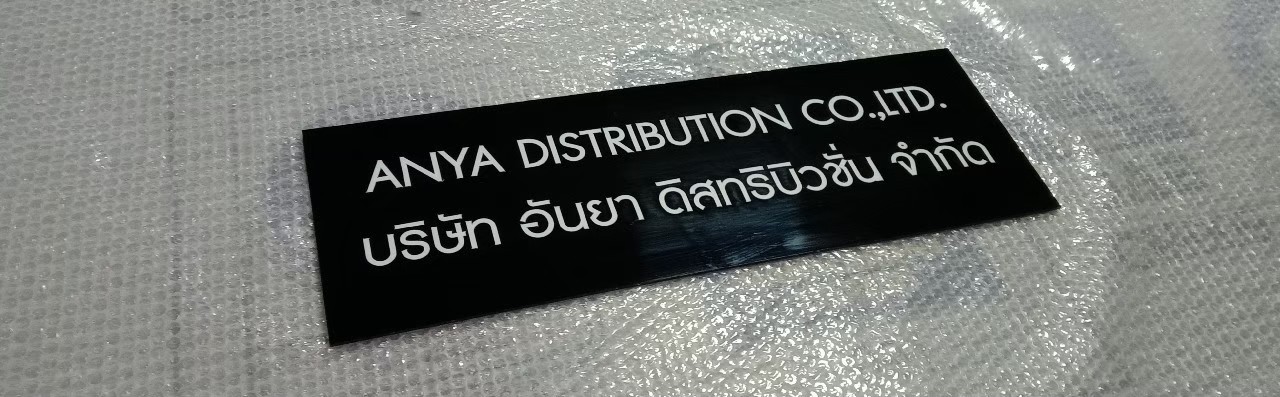 ANYA DISTRIBUTION CO.,LTD.
บริษัท อันยา ดิสทริบิวชั่น จำกัด